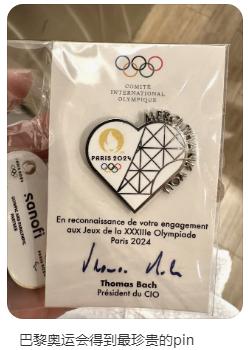 COMITÉ
INTERNATIONAL
OLYMPIQUE
PARIS 2024
MERCI
THANK YOU
En reconnaissance de votre engagement
aux Jeux de la XXXIIIe Olympiade
Paris 2024
Thomas Bach
Président du CIO
sanofi
巴黎奥运会得到最珍贵的pin